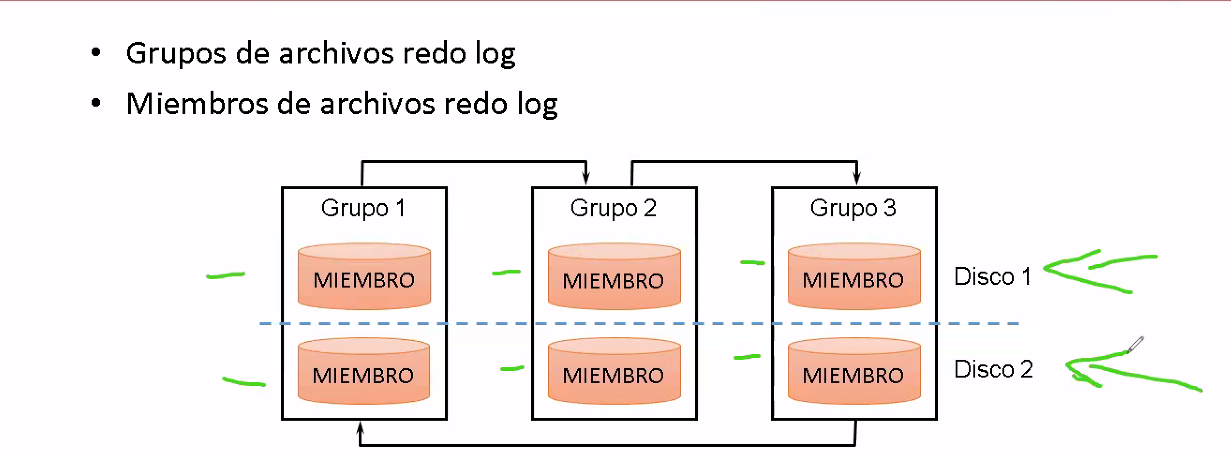 • Grupos de archivos redo log
• Miembros de archivos redo log
Grupo 1 Grupo 2 Grupo 3
MIEMBRO MIEMBRO MIEMBRO Disco 1
MIEMBRO MIEMBRO MIEMBRO Disco 2